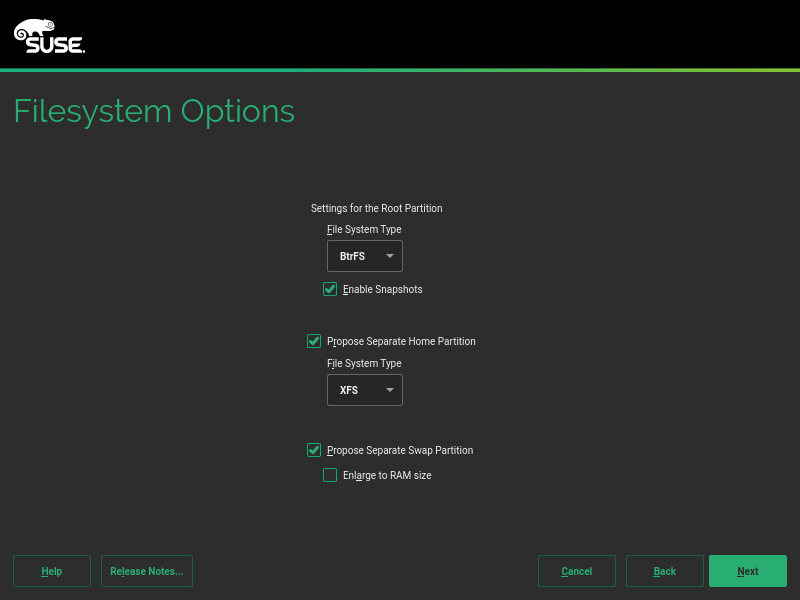 SUSE.
Filesystem Options
Settings for the Root Partition
File System Type
BtrFS
Enable Snapshots
Propose Separate Home Partition
File System Type
XFS
Propose Separate Swap Partition
Enlarge to RAM size
Help
Release Notes...
Cancel
Back
Next